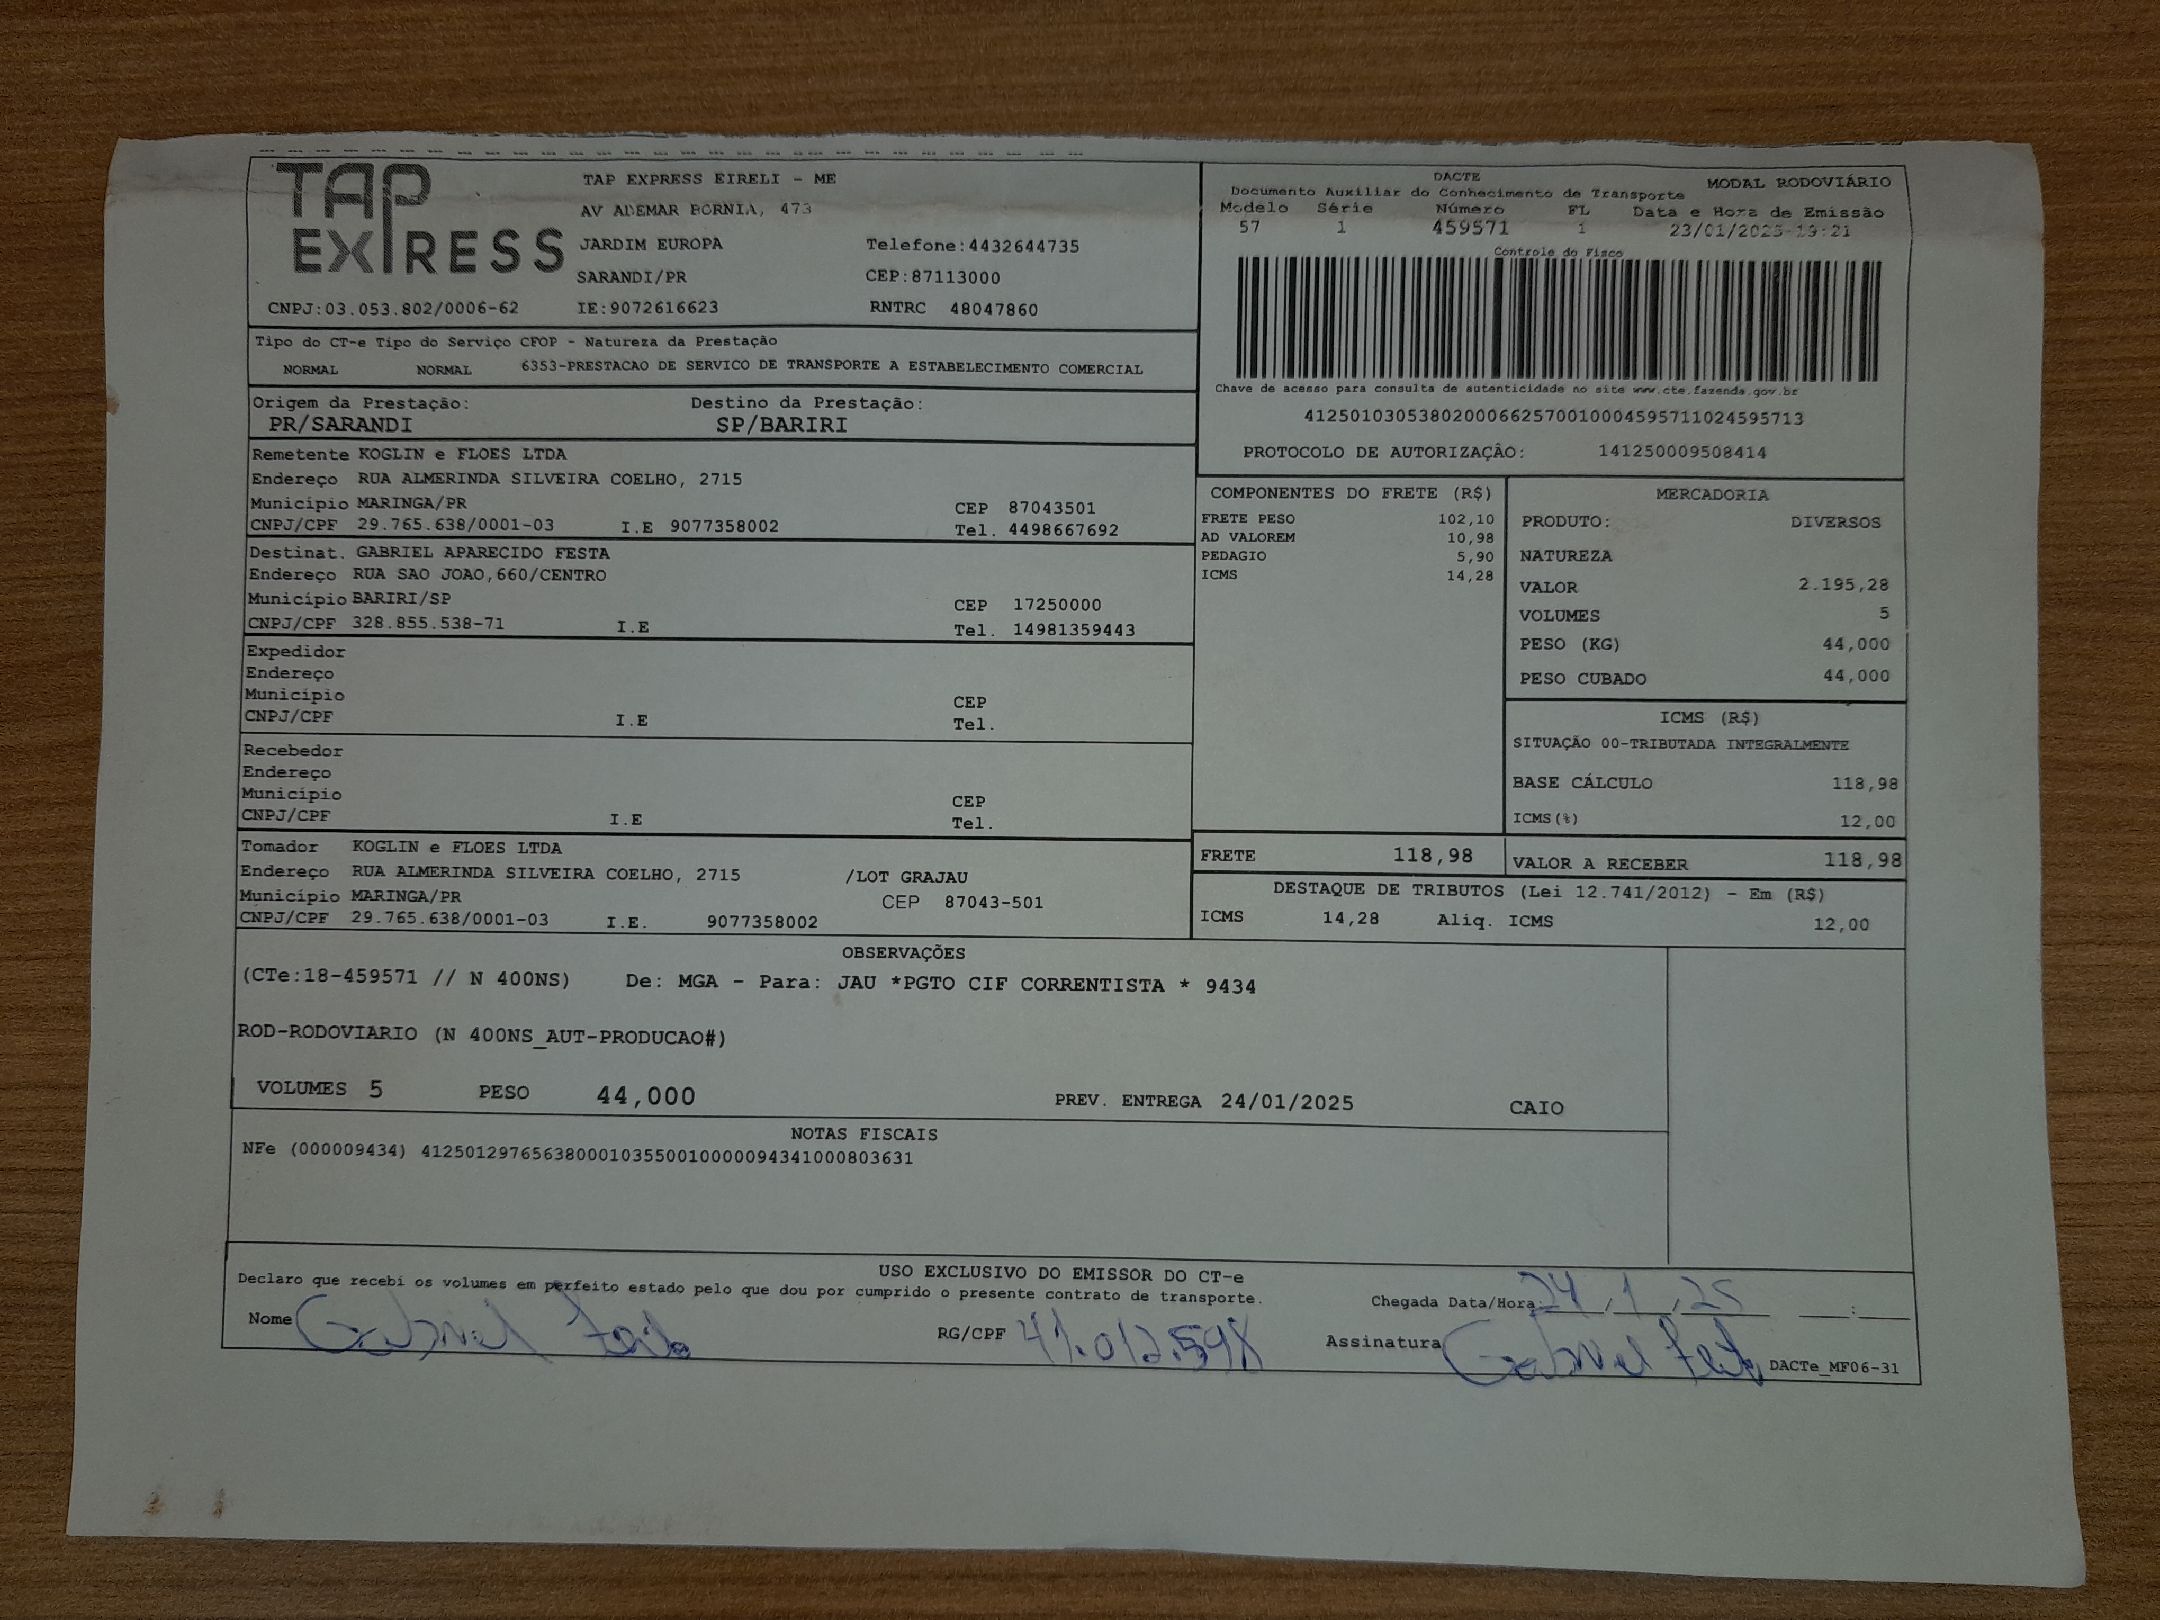 TAP
EXPRESS
TAP EXPRESS EIRELI - ME
AV ADEMAR BORNIA, 473
JARDIM EUROPA Telefone:4432644735
SARANDI/PR CEP:87113000
CNPJ:03.053.802/0006-62 IE:9072616623 RNTRC 48047860
DACTE MODAL RODOVIÁRIO
Documento Auxiliar do Conhecimento de Transporte
Modelo Série Número FL Data e Hora de Emissão
57 1 459571 1 23/01/2025-19:21
Controle do Fisco
Chave de acesso para consulta de autenticidade no site www.cte.fazenda.gov.br
41250103053802000662570010004595711024595713
PROTOCOLO DE AUTORIZAÇÂO: 141250009508414
Tipo do CT-e Tipo do Serviço CFOP - Natureza da Prestação
NORMAL NORMAL 6353-PRESTACAO DE SERVICO DE TRANSPORTE A ESTABELECIMENTO COMERCIAL
Origem da Prestação: Destino da Prestação:
PR/SARANDI SP/BARIRI
Remetente KOGLIN e FLOES LTDA
Endereço RUA ALMERINDA SILVEIRA COELHO, 2715
Município MARINGA/PR CEP 87043501
CNPJ/CPF 29.765.638/0001-03 I.E 9077358002 Tel. 4498667692
Destinat. GABRIEL APARECIDO FESTA
Endereço RUA SAO JOAO,660/CENTRO
Município BARIRI/SP CEP 17250000
CNPJ/CPF 328.855.538-71 I.E Tel. 14981359443
Expedidor
Endereço
Município CEP
CNPJ/CPF I.E Tel.
Recebedor
Endereço
Município CEP
CNPJ/CPF I.E Tel.
Tomador KOGLIN e FLOES LTDA
Endereço RUA ALMERINDA SILVEIRA COELHO, 2715 /LOT GRAJAU
Município MARINGA/PR CEP 87043-501
CNPJ/CPF 29.765.638/0001-03 I.E. 9077358002
COMPONENTES DO FRETE (R$)
FRETE PESO 102,10
AD VALOREM 10,98
PEDAGIO 5,90
ICMS 14,28
MERCADORIA
PRODUTO: DIVERSOS
NATUREZA
VALOR 2.195,28
VOLUMES 5
PESO (KG) 44,000
PESO CUBADO 44,000
ICMS (R$)
SITUAÇÃO 00-TRIBUTADA INTEGRALMENTE
BASE CÁLCULO 118,98
ICMS(%) 12,00
FRETE 118,98 VALOR A RECEBER 118,98
DESTAQUE DE TRIBUTOS (Lei 12.741/2012) - Em (R$)
ICMS 14,28 Aliq. ICMS 12,00
OBSERVAÇÕES
(CTe:18-459571 // N 400NS) De: MGA - Para: JAU *PGTO CIF CORRENTISTA * 9434
ROD-RODOVIARIO (N 400NS_AUT-PRODUCAO#)
VOLUMES 5 PESO 44,000 PREV. ENTREGA 24/01/2025 CAIO
NOTAS FISCAIS
NFe (000009434) 41250129765638000103550010000094341000803631
USO EXCLUSIVO DO EMISSOR DO CT-e
Declaro que recebi os volumes em perfeito estado pelo que dou por cumprido o presente contrato de transporte.
Chegada Data/Hora: 24/1/25 :
Nome Gabriel Festa RG/CPF 41.012.598 Assinatura Gabriel Festa
DACTe_MF06-31